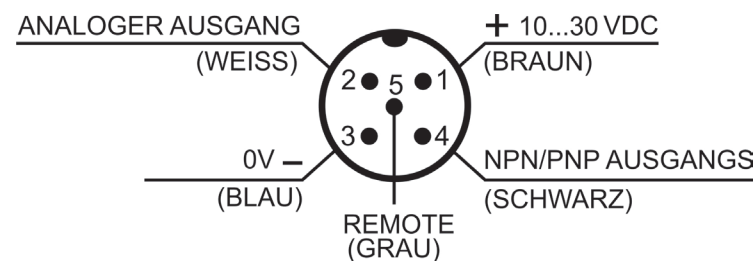 ANALOGER AUSGANG
(WEISS)
+ 10...30 VDC
(BRAUN)
2 5 1
3 4
0V –
(BLAU)
NPN/PNP AUSGANGS
(SCHWARZ)
REMOTE
(GRAU)